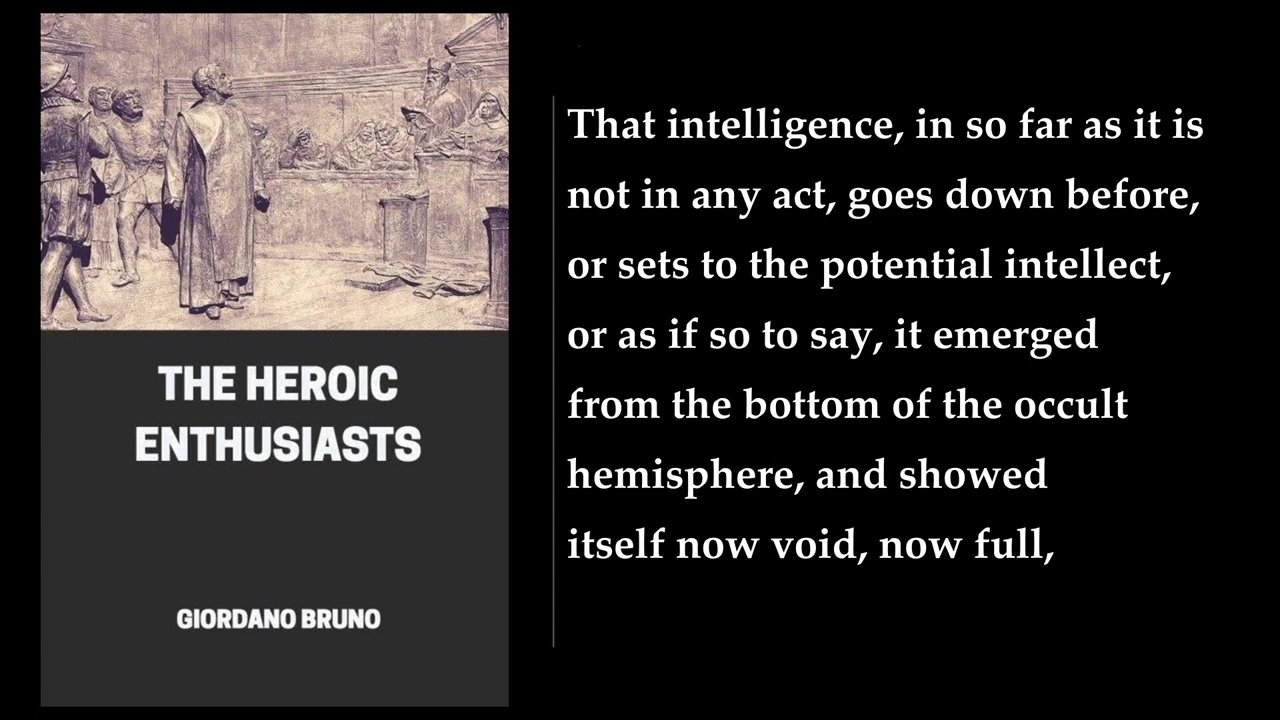 THE HEROIC
ENTHUSIASTS
GIORDANO BRUNO
That intelligence, in so far as it is
not in any act, goes down before,
or sets to the potential intellect,
or as if so to say, it emerged
from the bottom of the occult
hemisphere, and showed
itself now void, now full,